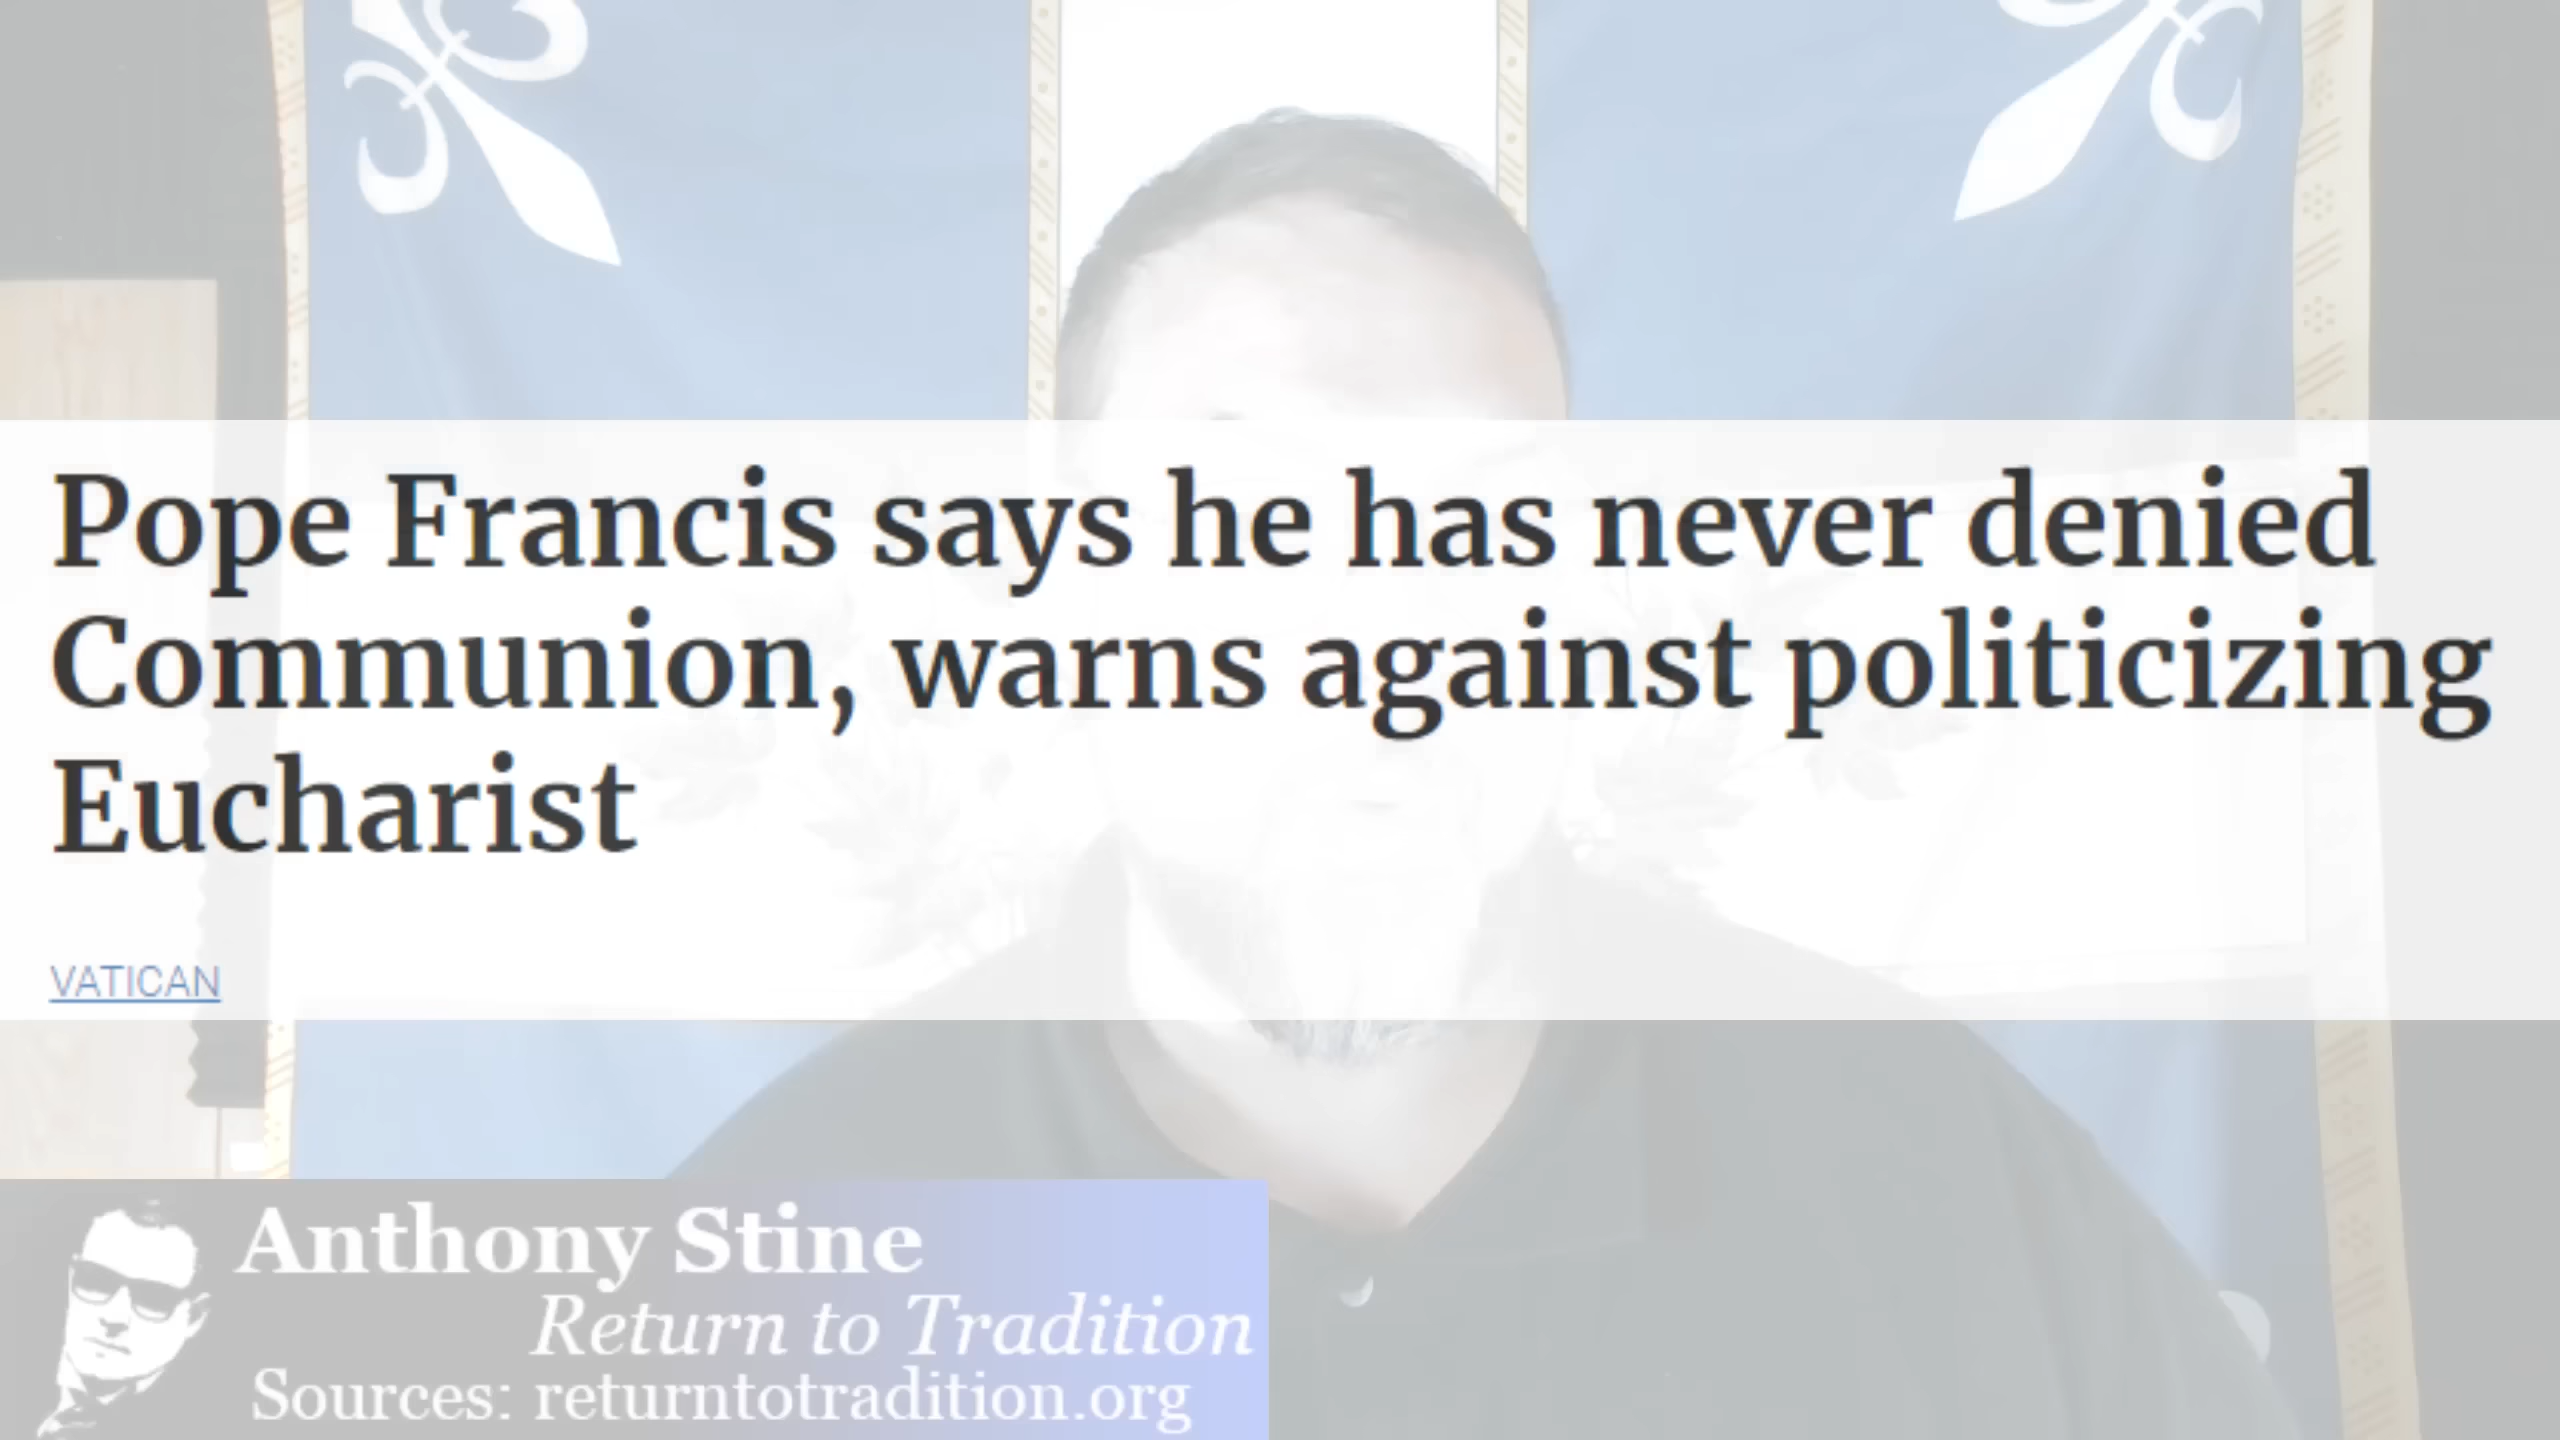 Pope Francis says he has never denied
Communion, warns against politicizing
Eucharist
VATICAN
Anthony Stine
Return to Tradition
Sources: returntotradition.org